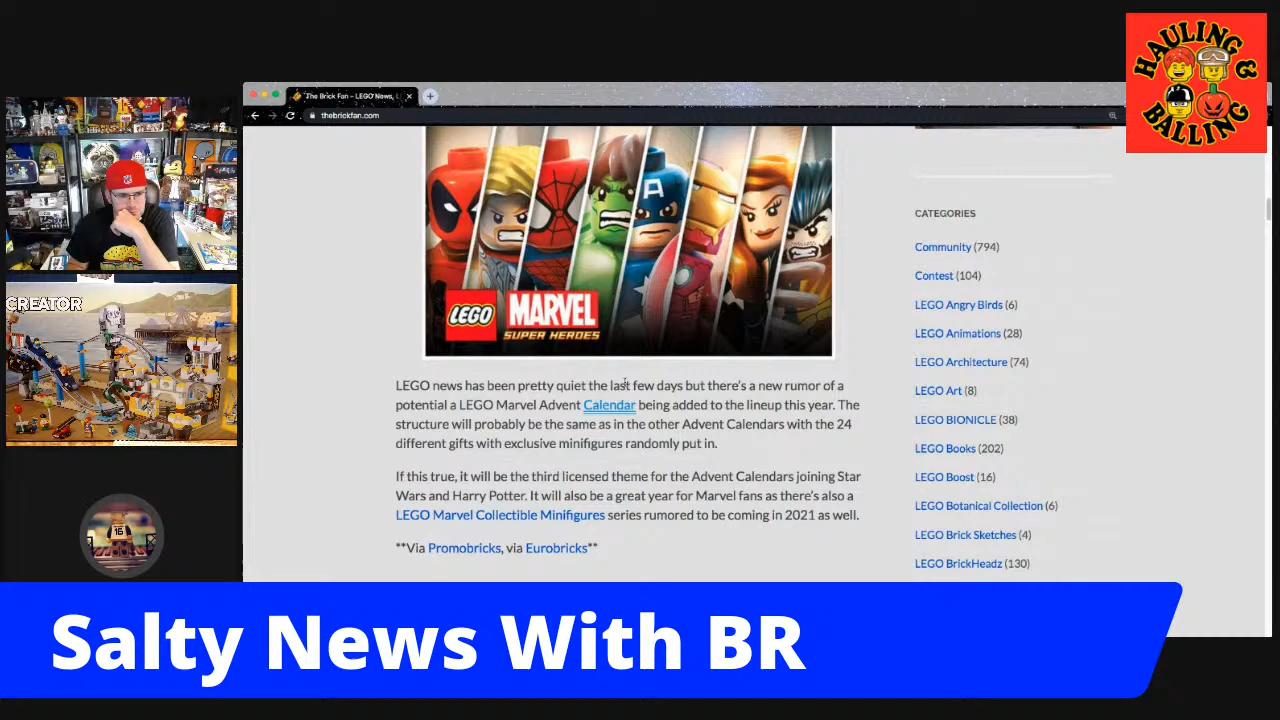 HAULING &
BALLING
The Brick Fan – LEGO News, L
thebrickfan.com
CREATOR
LEGO
MARVEL
SUPER HEROES
LEGO news has been pretty quiet the last few days but there's a new rumor of a
potential a LEGO Marvel Advent Calendar being added to the lineup this year. The
structure will probably be the same as in the other Advent Calendars with the 24
different gifts with exclusive minifigures randomly put in.
If this true, it will be the third licensed theme for the Advent Calendars joining Star
Wars and Harry Potter. It will also be a great year for Marvel fans as there's also a
LEGO Marvel Collectible Minifigures series rumored to be coming in 2021 as well.
**Via Promobricks, via Eurobricks**
CATEGORIES
Community (794)
Contest (104)
LEGO Angry Birds (6)
LEGO Animations (28)
LEGO Architecture (74)
LEGO Art (8)
LEGO BIONICLE (38)
LEGO Books (202)
LEGO Boost (16)
LEGO Botanical Collection (6)
LEGO Brick Sketches (4)
LEGO BrickHeadz (130)
16
Salty News With BR